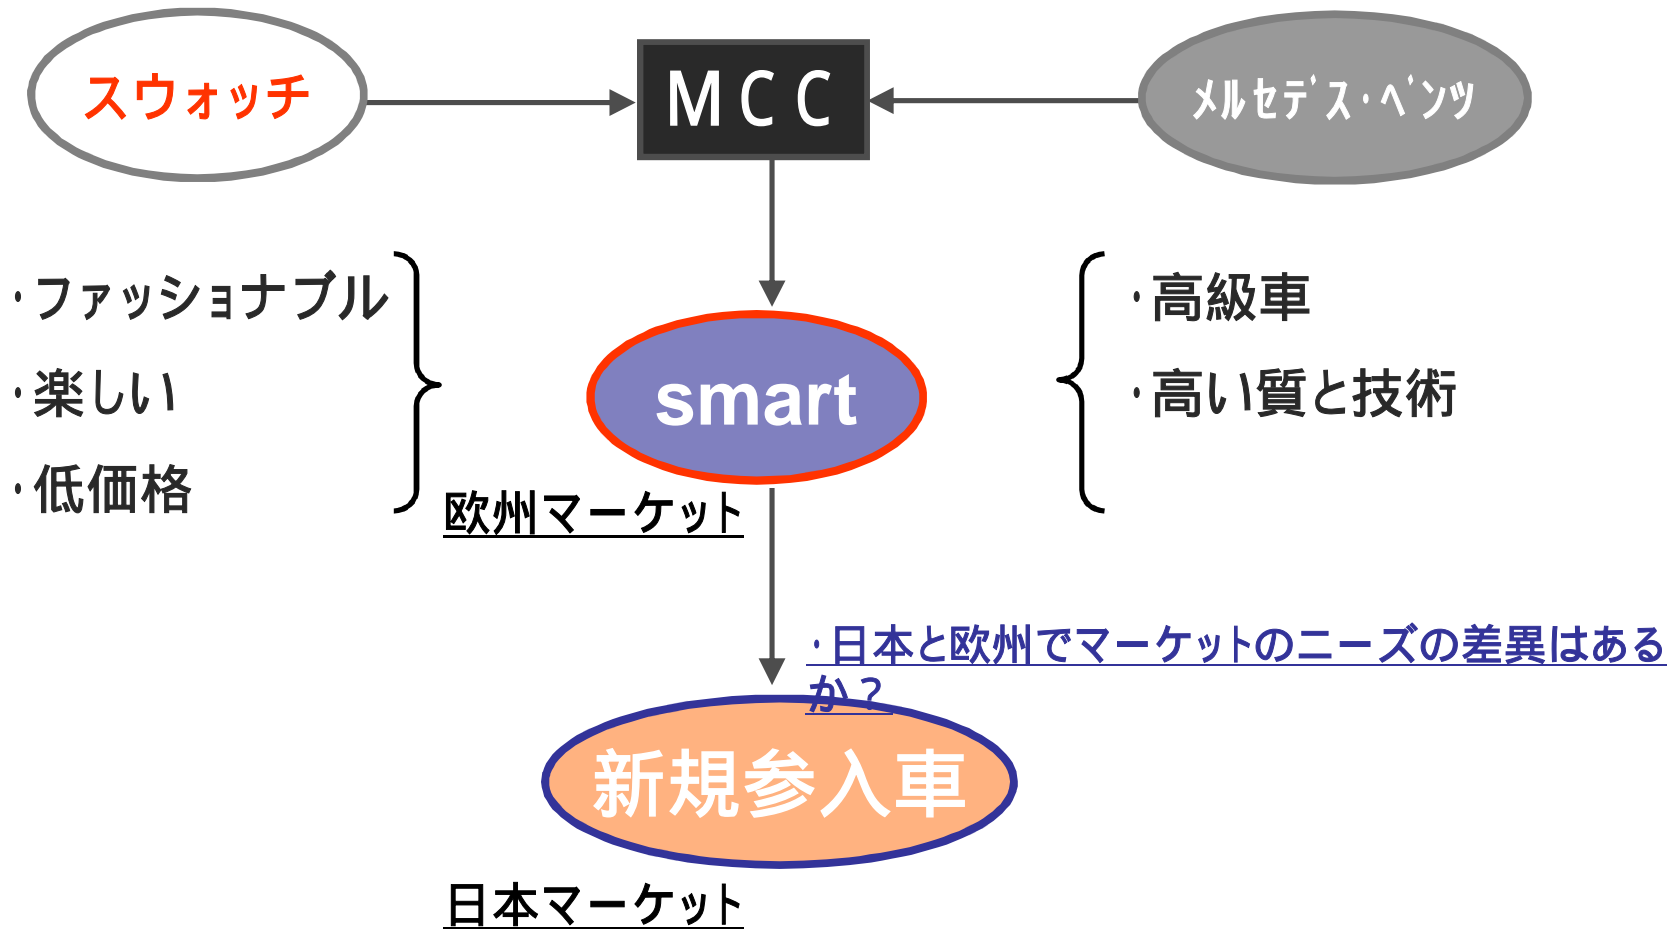 スウォッチ
ＭＣＣ
ﾒﾙｾﾃﾞｽ･ﾍﾞﾝﾂ
･ファッショナブル
･楽しい
･低価格
･高級車
･高い質と技術
smart
欧州マーケット
･日本と欧州でマーケットのニーズの差異はある
か？
新規参入車
日本マーケット